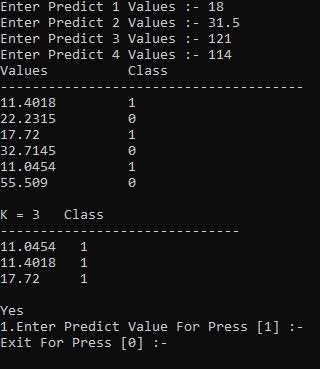 Enter Predict 1 Values :- 18
Enter Predict 2 Values :- 31.5
Enter Predict 3 Values :- 121
Enter Predict 4 Values :- 114
Values          Class
--------------------------------------
11.4018         1
22.2315         0
17.72           1
32.7145         0
11.0454         1
55.509          0
K = 3   Class
------------------------------
11.0454   1
11.4018   1
17.72     1
Yes
1.Enter Predict Value For Press [1] :-
Exit For Press [0] :-